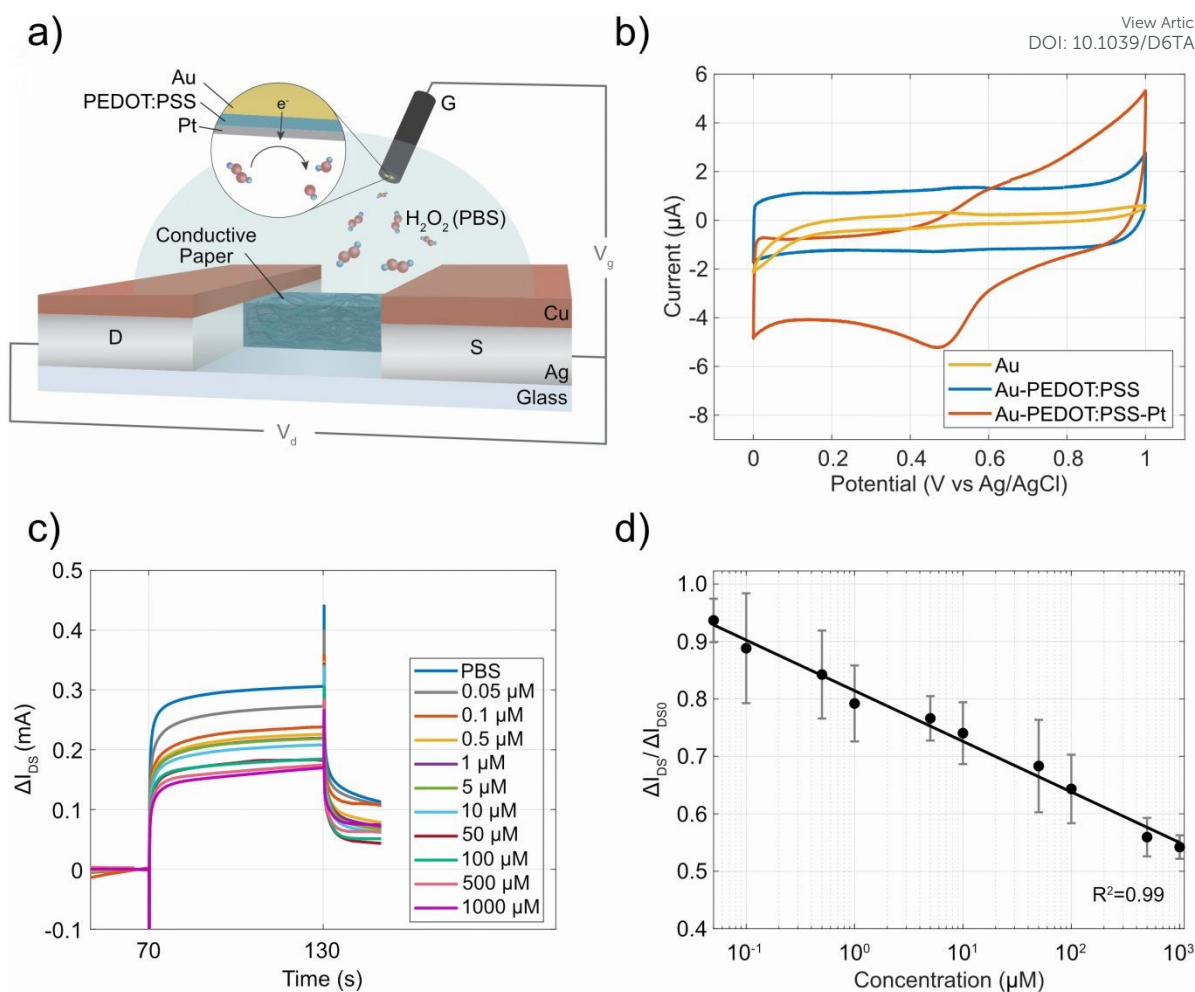 View Artic
DOI: 10.1039/D6TA
a)
Au
PEDOT:PSS
Pt
e-
G
H2O2 (PBS)
Conductive
Paper
Vg
Cu
D
S
Ag
Glass
Vd
b)
6
4
2
0
-2
-4
-6
-8
Current (µA)
Au
Au-PEDOT:PSS
Au-PEDOT:PSS-Pt
0
0.2
0.4
0.6
0.8
1
Potential (V vs Ag/AgCl)
c)
0.5
0.4
0.3
0.2
0.1
0
-0.1
ΔIDS (mA)
PBS
0.05 µM
0.1 µM
0.5 µM
1 µM
5 µM
10 µM
50 µM
100 µM
500 µM
1000 µM
70
130
Time (s)
d)
1.0
0.9
0.8
0.7
0.6
0.5
0.4
ΔIDS/ ΔIDS0
R²=0.99
10⁻¹
10⁰
10¹
10²
10³
Concentration (µM)